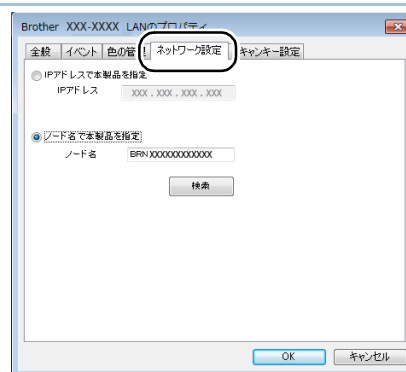 Brother XXX-XXXX LANのプロパティ
全般 イベント 色の管理 ネットワーク設定 キャンキー設定
IPアドレスで本製品を指定
IPアドレス XXX . XXX . XXX . XXX
ノード名で本製品を指定
ノード名 BRNXXXXXXXXXXXX
検索
OK キャンセル